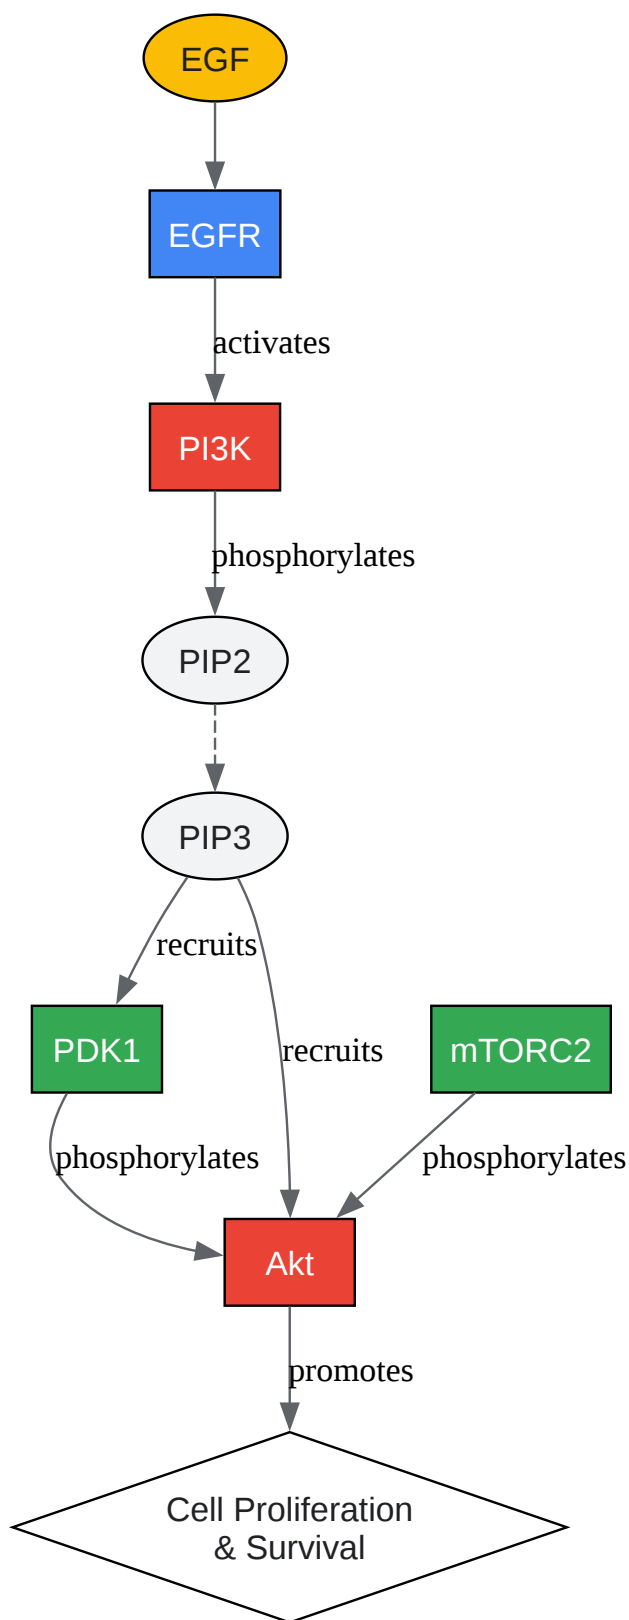 EGF
EGFR
activates
PI3K
phosphorylates
PIP2
PIP3
recruits
PDK1
recruits
mTORC2
phosphorylates
phosphorylates
Akt
promotes
Cell Proliferation
& Survival